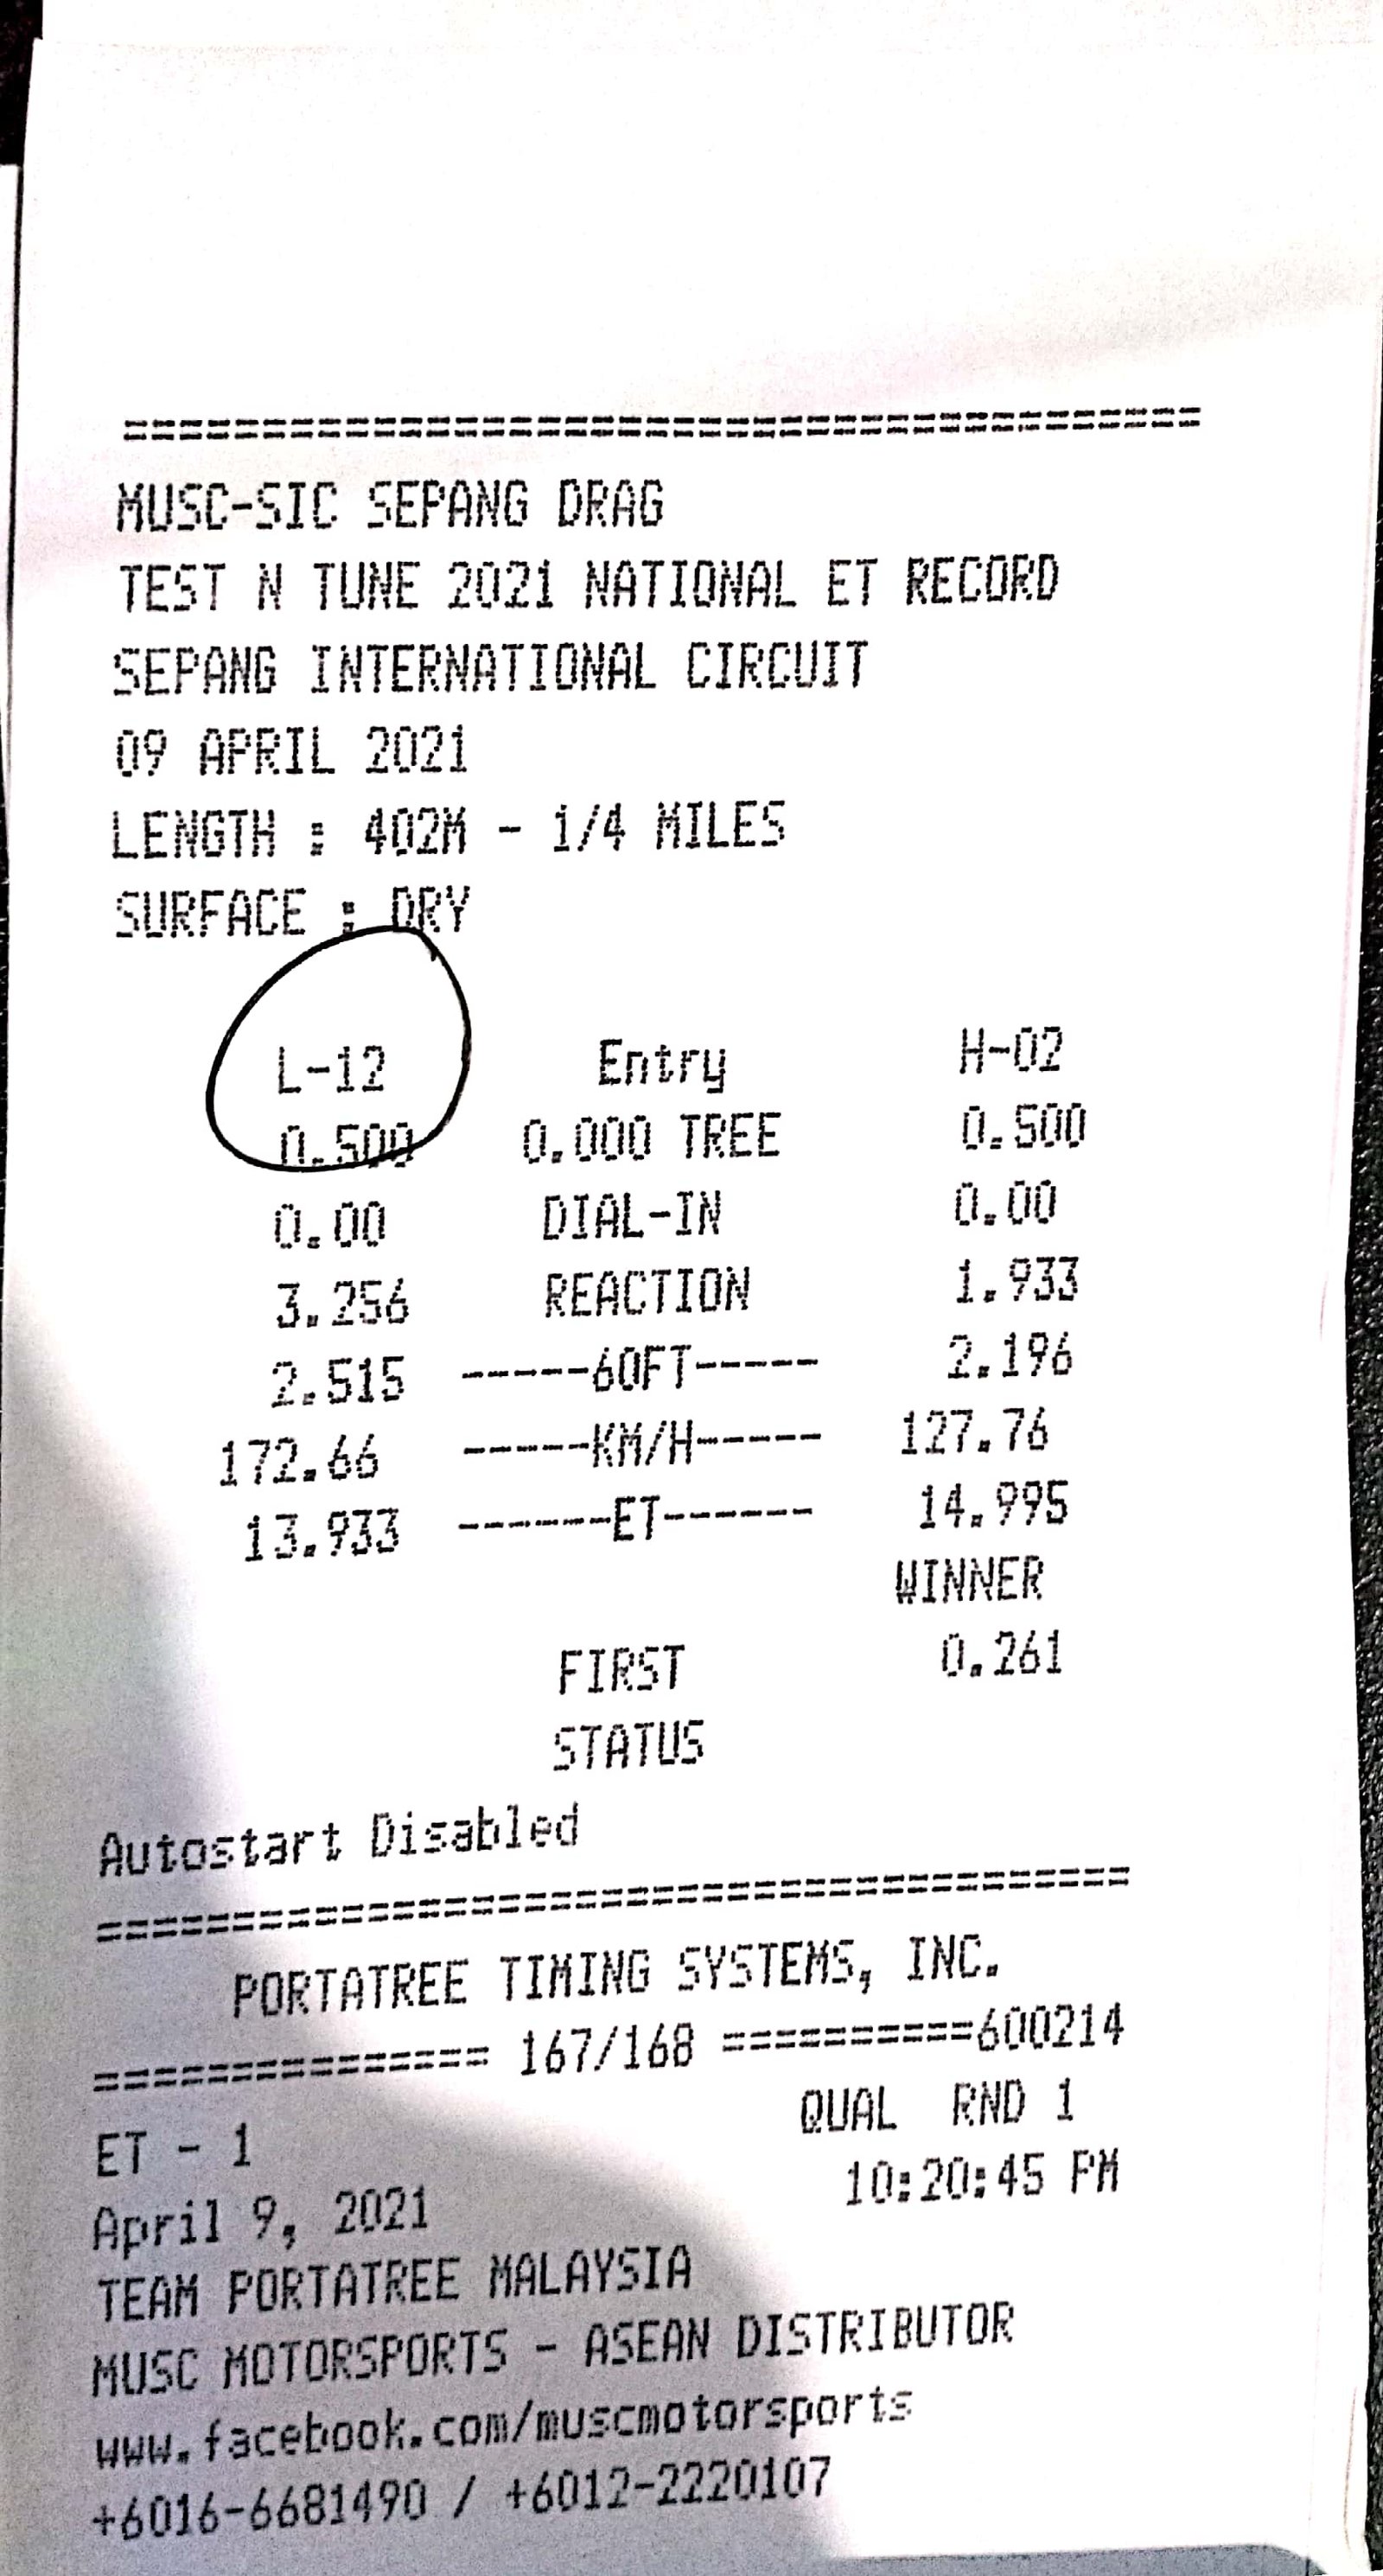 ========================================
MUSC-SIC SEPANG DRAG
TEST N TUNE 2021 NATIONAL ET RECORD
SEPANG INTERNATIONAL CIRCUIT
09 APRIL 2021
LENGTH : 402M - 1/4 MILES
SURFACE : DRY
L-12 Entry H-02
0.500 0.000 TREE 0.500
0.00 DIAL-IN 0.00
3.256 REACTION 1.933
2.515 -----60FT----- 2.196
172.66 -----KM/H----- 127.76
13.933 ------ET------ 14.995
WINNER
FIRST 0.261
STATUS
Autostart Disabled
========================================
PORTATREE TIMING SYSTEMS, INC.
=============== 167/168 ==========600214
ET - 1 QUAL RND 1
April 9, 2021 10:20:45 PM
TEAM PORTATREE MALAYSIA
MUSC MOTORSPORTS - ASEAN DISTRIBUTOR
www.facebook.com/muscmotorsports
+6016-6681490 / +6012-2220107